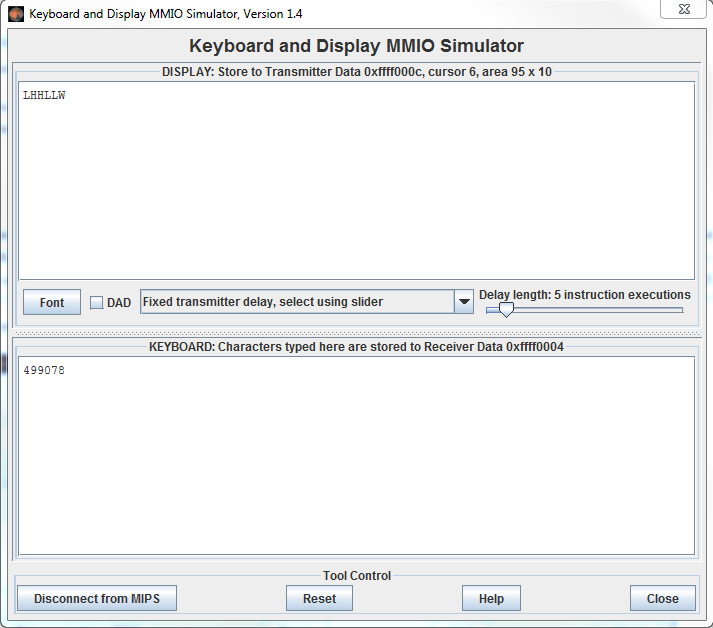 Keyboard and Display MMIO Simulator, Version 1.4
Keyboard and Display MMIO Simulator
DISPLAY: Store to Transmitter Data 0xffff000c, cursor 6, area 95 x 10
LHHLLW
Font
DAD
Fixed transmitter delay, select using slider
Delay length: 5 instruction executions
KEYBOARD: Characters typed here are stored to Receiver Data 0xffff0004
499078
Tool Control
Disconnect from MIPS
Reset
Help
Close